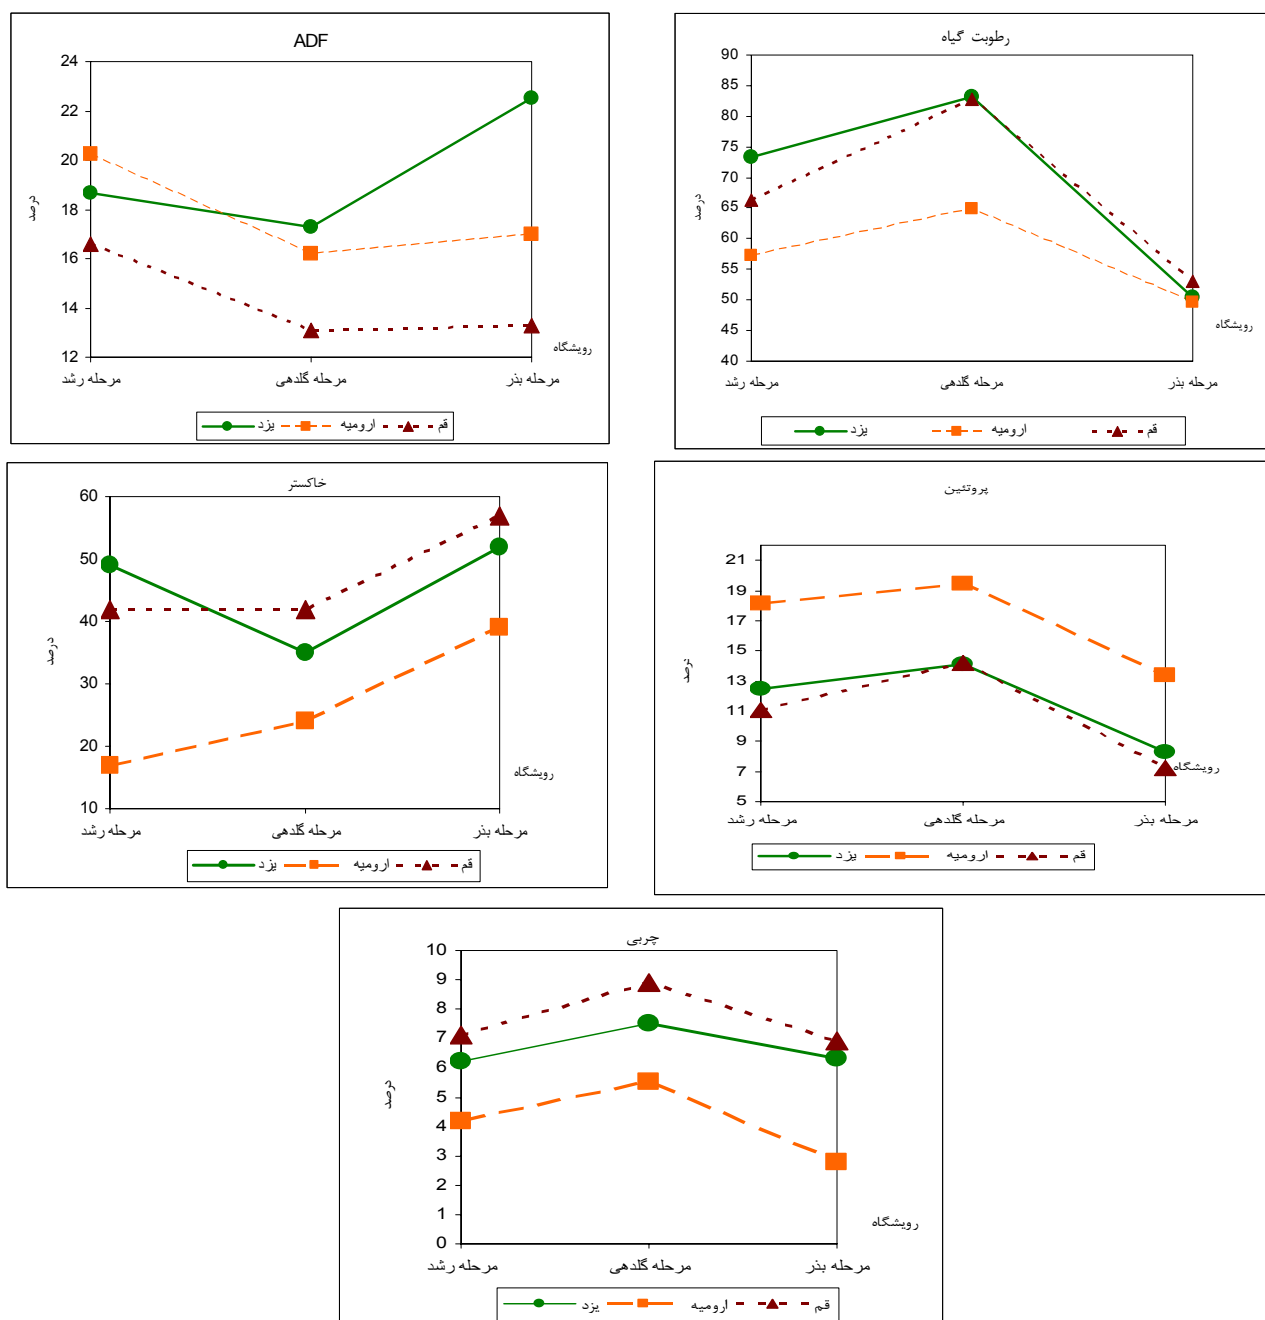 ADF
24
22
20
18
16
14
12
درصد
رویشگاه
مرحله رشد
مرحله گلدهی
مرحله بذر
یزد
ارومیه
قم
رطوبت گیاه
90
85
80
75
70
65
60
55
50
45
40
درصد
رویشگاه
مرحله رشد
مرحله گلدهی
مرحله بذر
یزد
ارومیه
قم
خاکستر
60
50
40
30
20
10
درصد
رویشگاه
مرحله رشد
مرحله گلدهی
مرحله بذر
یزد
ارومیه
قم
پروتئین
21
19
17
15
13
11
9
7
5
درصد
رویشگاه
مرحله رشد
مرحله گلدهی
مرحله بذر
یزد
ارومیه
قم
چربی
10
9
8
7
6
5
4
3
2
1
0
درصد
رویشگاه
مرحله رشد
مرحله گلدهی
مرحله بذر
یزد
ارومیه
قم